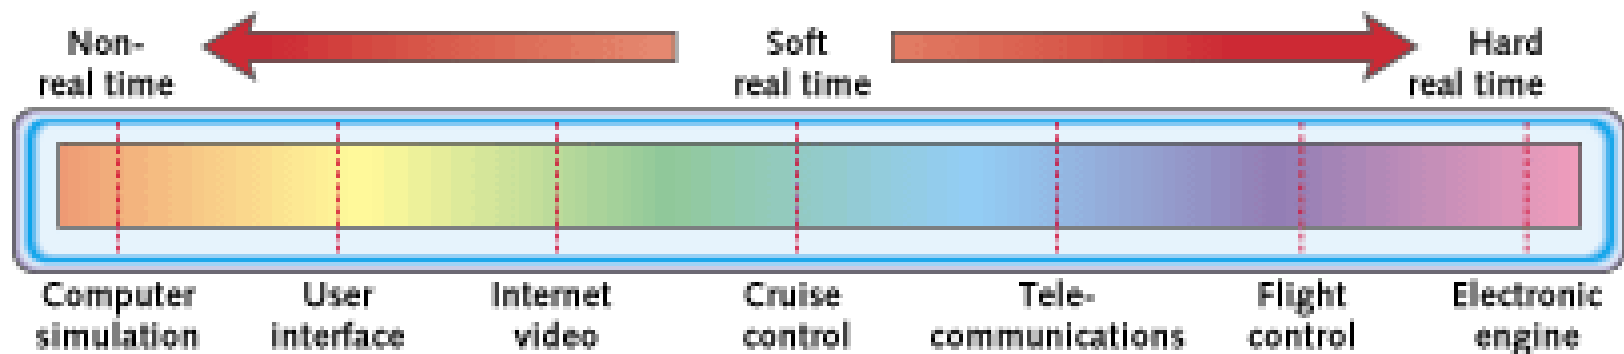 Non-
real time
Soft
real time
Hard
real time
Computer
simulation
User
interface
Internet
video
Cruise
control
Tele-
communications
Flight
control
Electronic
engine